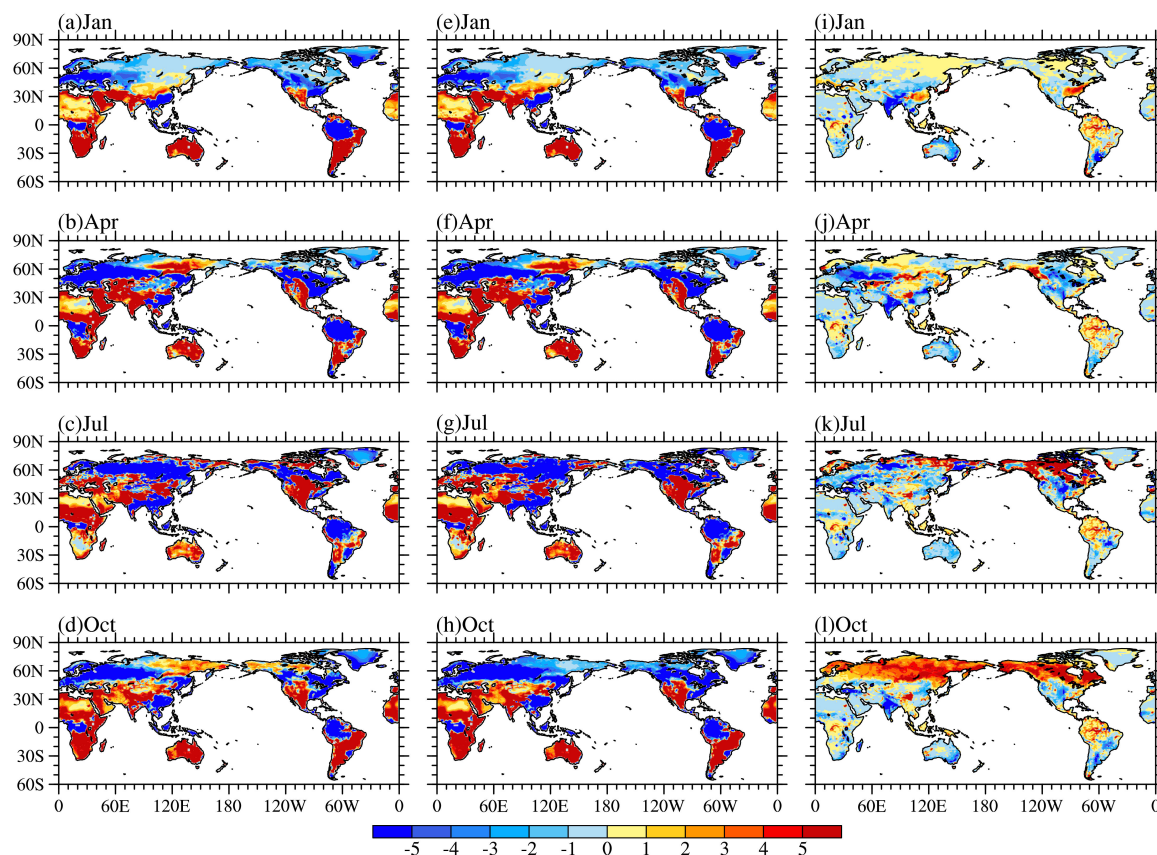 (a)Jan (e)Jan (i)Jan
90N
60N
30N
0
30S
60S
(b)Apr (f)Apr (j)Apr
90N
60N
30N
0
30S
60S
(c)Jul (g)Jul (k)Jul
90N
60N
30N
0
30S
60S
(d)Oct (h)Oct (l)Oct
90N
60N
30N
0
30S
60S
0 60E 120E 180 120W 60W 0 60E 120E 180 120W 60W 0 0 60E 120E 180 120W 60W 0
-5 -4 -3 -2 -1 0 1 2 3 4 5